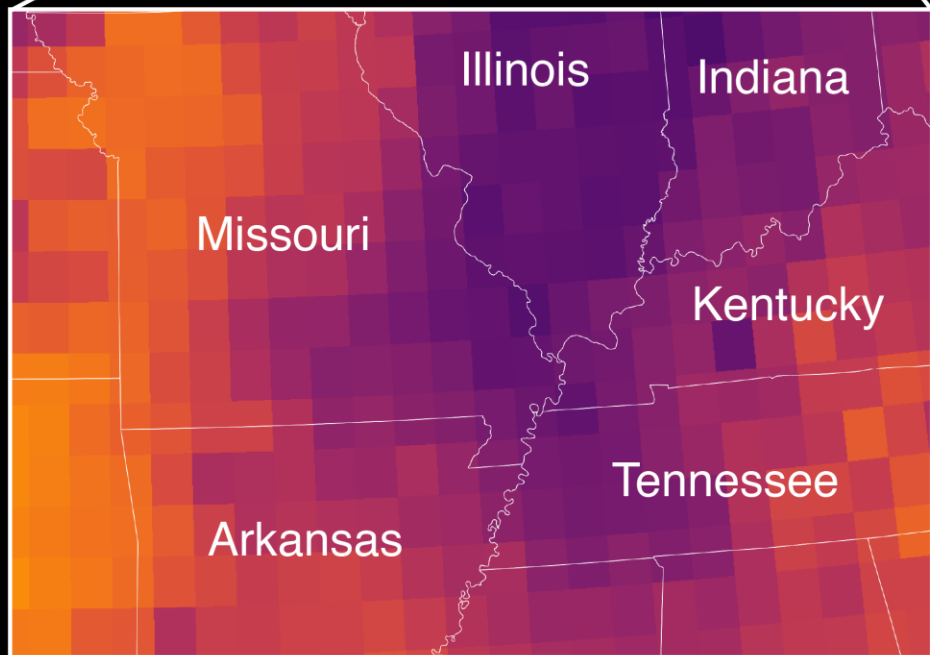 Illinois
Indiana
Missouri
Kentucky
Tennessee
Arkansas